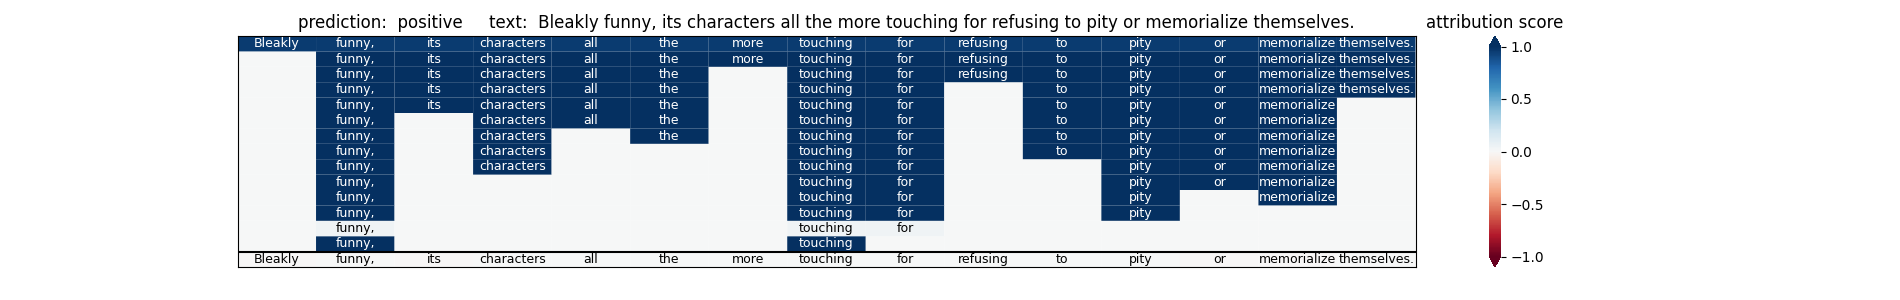 prediction:  positive     text:  Bleakly funny, its characters all the more touching for refusing to pity or memorialize themselves.
attribution score
Bleakly funny, its characters all the more touching for refusing to pity or memorialize themselves.
funny, its characters all the more touching for refusing to pity or memorialize themselves.
funny, its characters all the touching for refusing to pity or memorialize themselves.
funny, its characters all the touching for to pity or memorialize themselves.
funny, its characters all the touching for to pity or memorialize
funny, characters all the touching for to pity or memorialize
funny, characters the touching for to pity or memorialize
funny, characters touching for to pity or memorialize
funny, characters touching for pity or memorialize
funny, touching for pity or memorialize
funny, touching for pity memorialize
funny, touching for pity
funny, touching for
funny, touching
Bleakly funny, its characters all the more touching for refusing to pity or memorialize themselves.
1.0
0.5
0.0
−0.5
−1.0